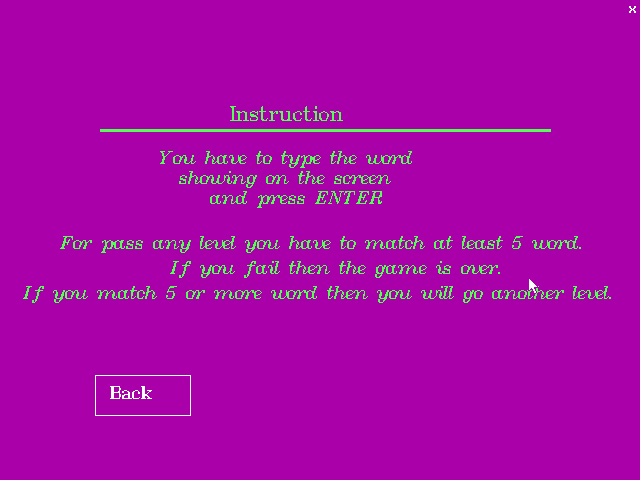 x
Instruction
You have to type the word
showing on the screen
and press ENTER
For pass any level you have to match at least 5 word.
If you fail then the game is over.
If you match 5 or more word then you will go another level.
Back